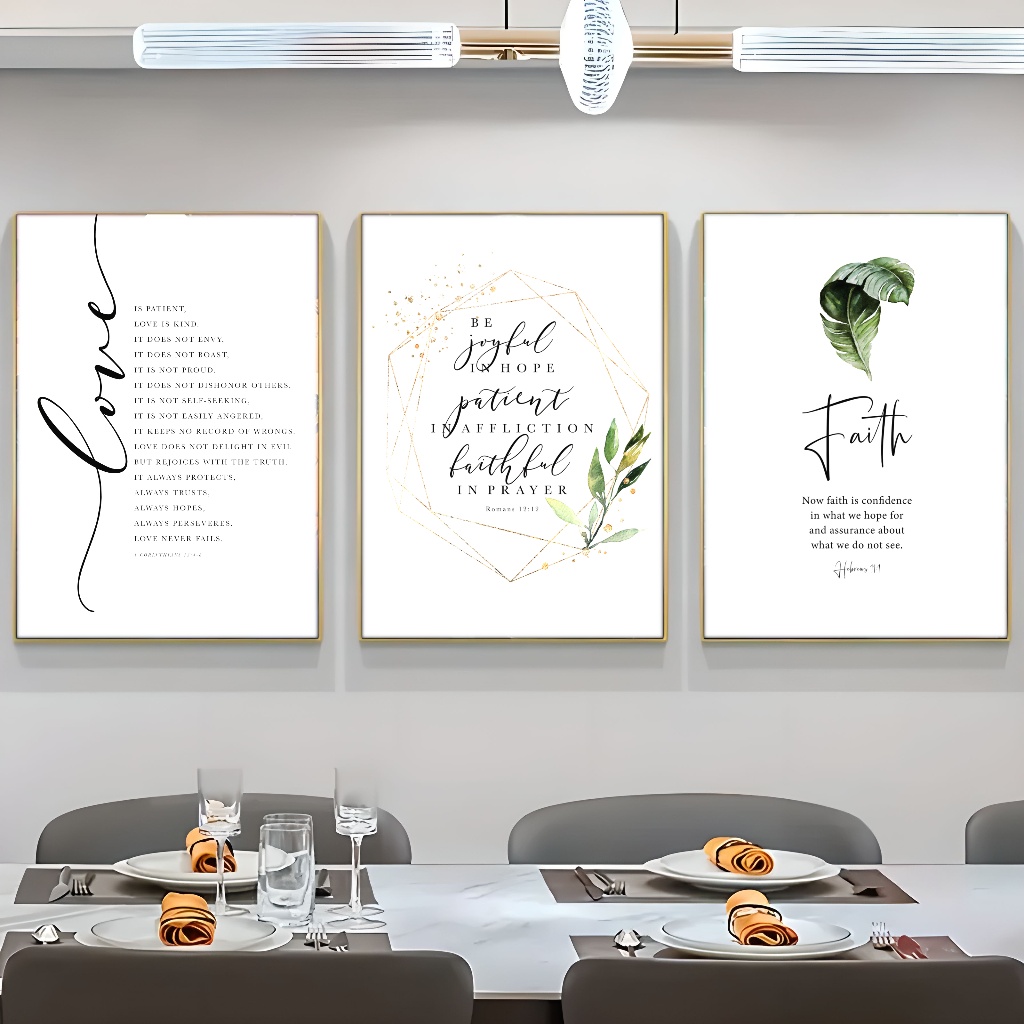 love
IS PATIENT,
LOVE IS KIND.
IT DOES NOT ENVY,
IT DOES NOT BOAST,
IT IS NOT PROUD.
IT DOES NOT DISHONOR OTHERS,
IT IS NOT SELF-SEEKING,
IT IS NOT EASILY ANGERED,
IT KEEPS NO RECORD OF WRONGS.
LOVE DOES NOT DELIGHT IN EVIL
BUT REJOICES WITH THE TRUTH.
IT ALWAYS PROTECTS,
ALWAYS TRUSTS,
ALWAYS HOPES,
ALWAYS PERSEVERES.
LOVE NEVER FAILS.
BE
joyful
IN HOPE
patient
IN AFFLICTION
faithful
IN PRAYER
Romans 12:12
Faith
Now faith is confidence
in what we hope for
and assurance about
what we do not see.
Hebrews